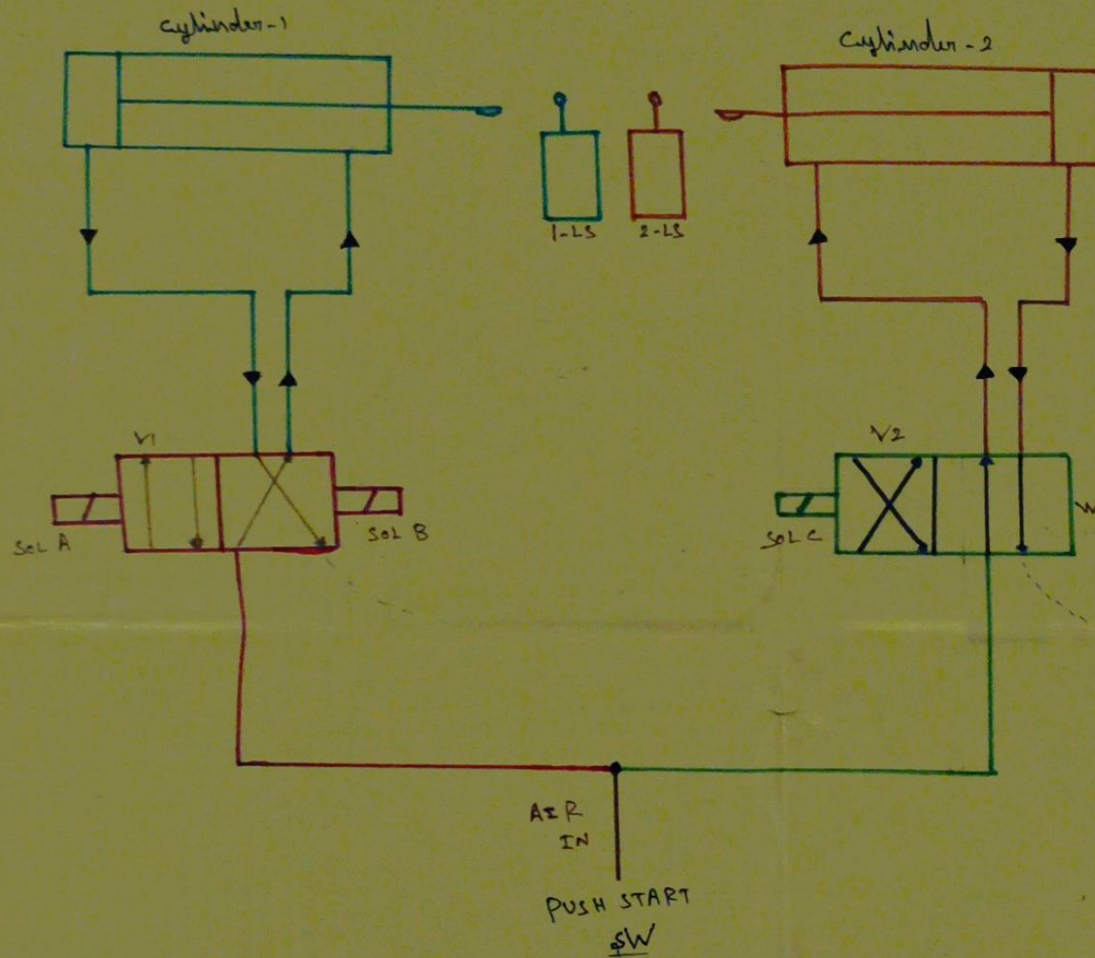 Cylinder-1
Cylinder-2
1-LS
2-LS
V1
V2
SOL A
SOL B
SOL C
AIR
IN
PUSH START
SW